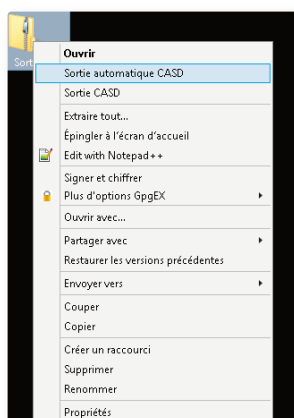 Sort
Ouvrir
Sortie automatique CASD
Sortie CASD
Extraire tout...
Épingler à l'écran d'accueil
Edit with Notepad++
Signer et chiffrer
Plus d'options GpgEX
Ouvrir avec...
Partager avec
Restaurer les versions précédentes
Envoyer vers
Couper
Copier
Créer un raccourci
Supprimer
Renommer
Propriétés